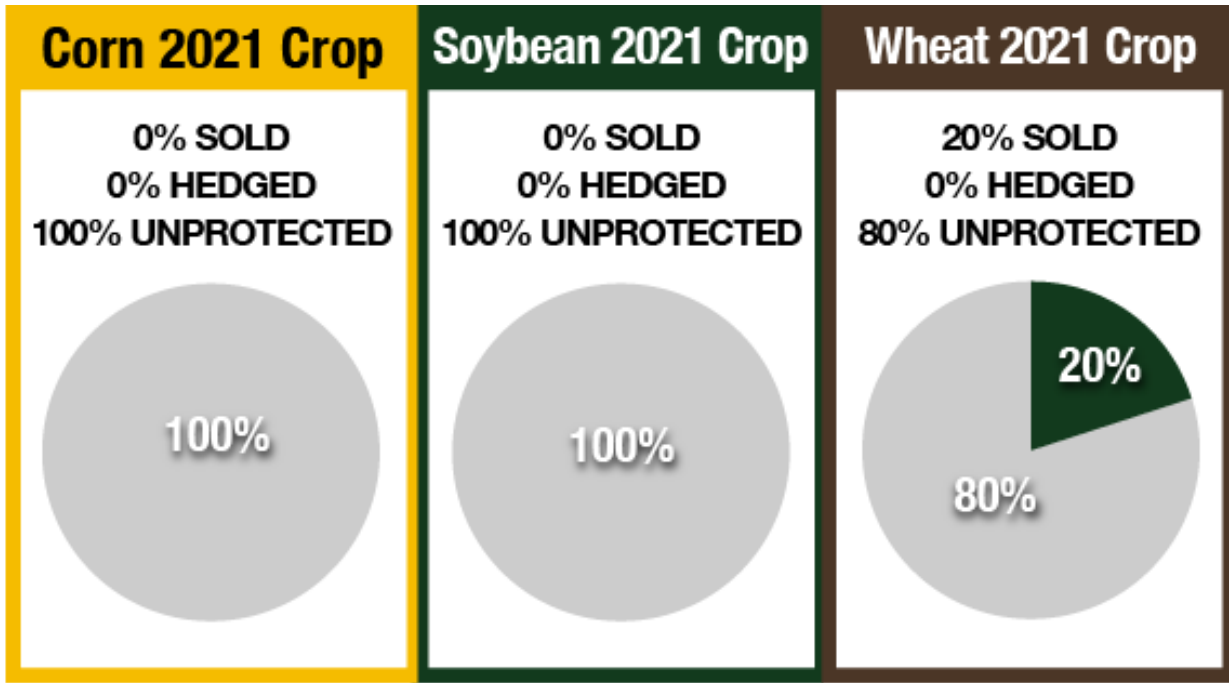 Corn 2021 Crop
0% SOLD
0% HEDGED
100% UNPROTECTED
100%
Soybean 2021 Crop
0% SOLD
0% HEDGED
100% UNPROTECTED
100%
Wheat 2021 Crop
20% SOLD
0% HEDGED
80% UNPROTECTED
20%
80%